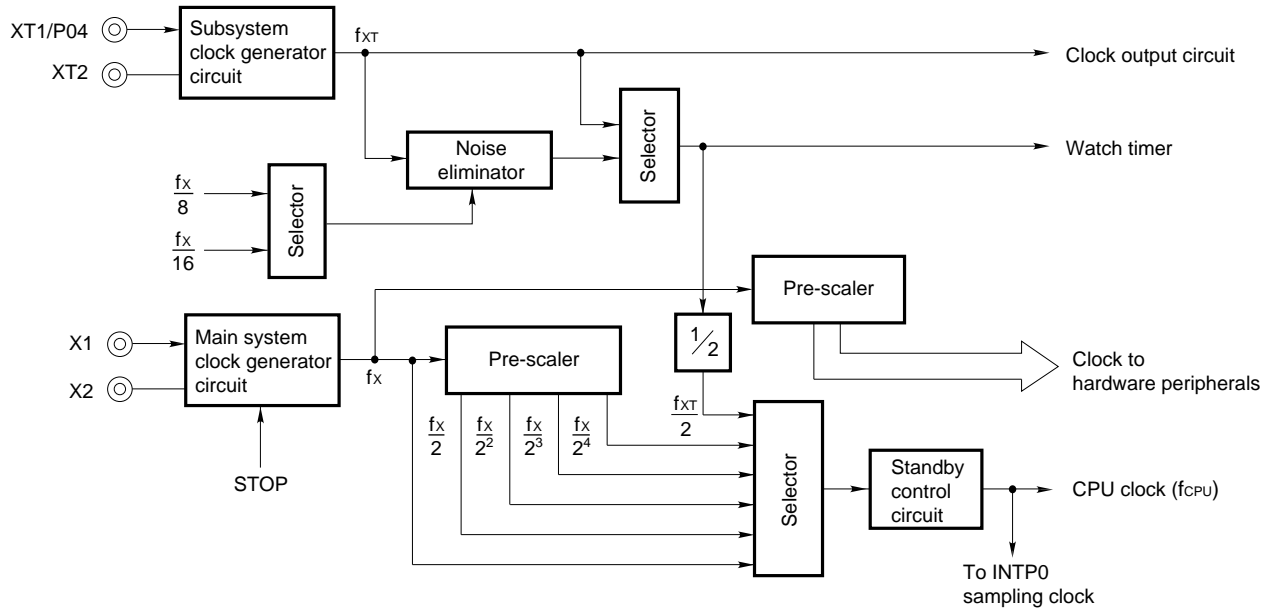 XT1/P04
XT2
Subsystem
clock generator
circuit
fXT
Clock output circuit
Selector
Noise
eliminator
Watch timer
fX
8
fX
16
Selector
Pre-scaler
X1
X2
Main system
clock generator
circuit
fX
Pre-scaler
1/2
Clock to
hardware peripherals
fX
2
fX
2²
fX
2³
fX
2⁴
fXT
2
STOP
Selector
Standby
control
circuit
CPU clock (fCPU)
To INTP0
sampling clock